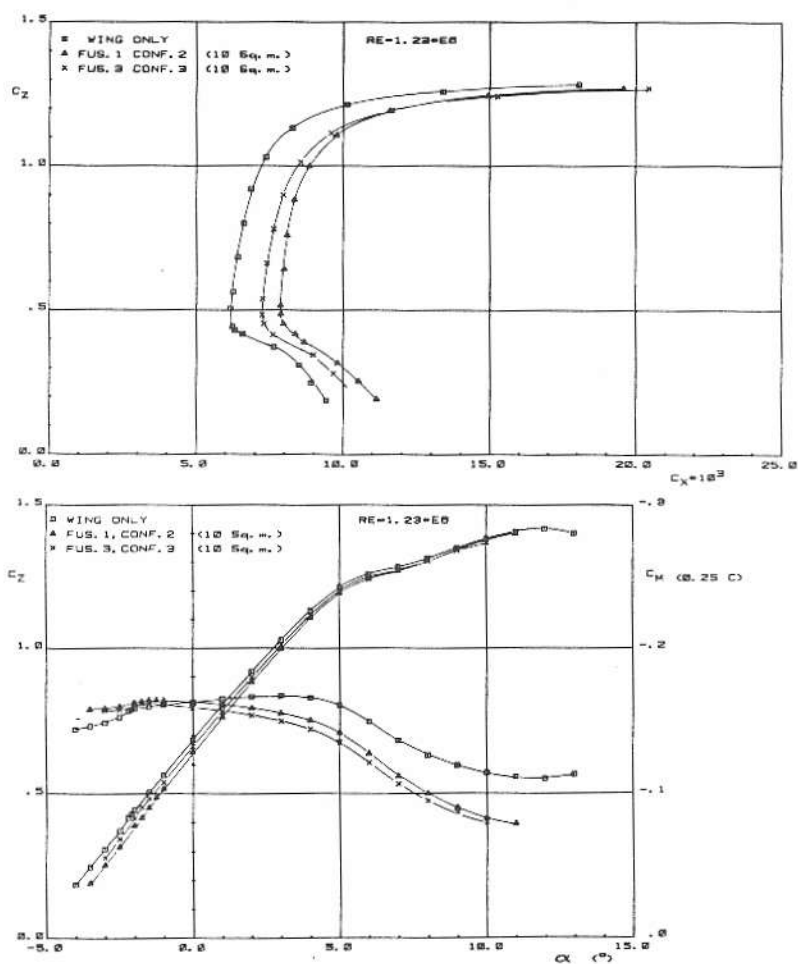 1.5
WING ONLY RE=1.23*E6
FUS.1 CONF.2 (10 Sq.m.)
FUS.3 CONF.3 (10 Sq.m.)
CZ
1.0
.5
0.0
0.0 5.0 10.0 15.0 20.0 25.0
CX*10³
1.5 -.3
WING ONLY RE=1.23*E6
FUS.1, CONF.2 (10 Sq.m.)
FUS.3, CONF.3 (10 Sq.m.)
CZ CM (0.25 C)
1.0 -.2
.5 -.1
0.0 .0
-5.0 0.0 5.0 10.0 15.0
α (°)